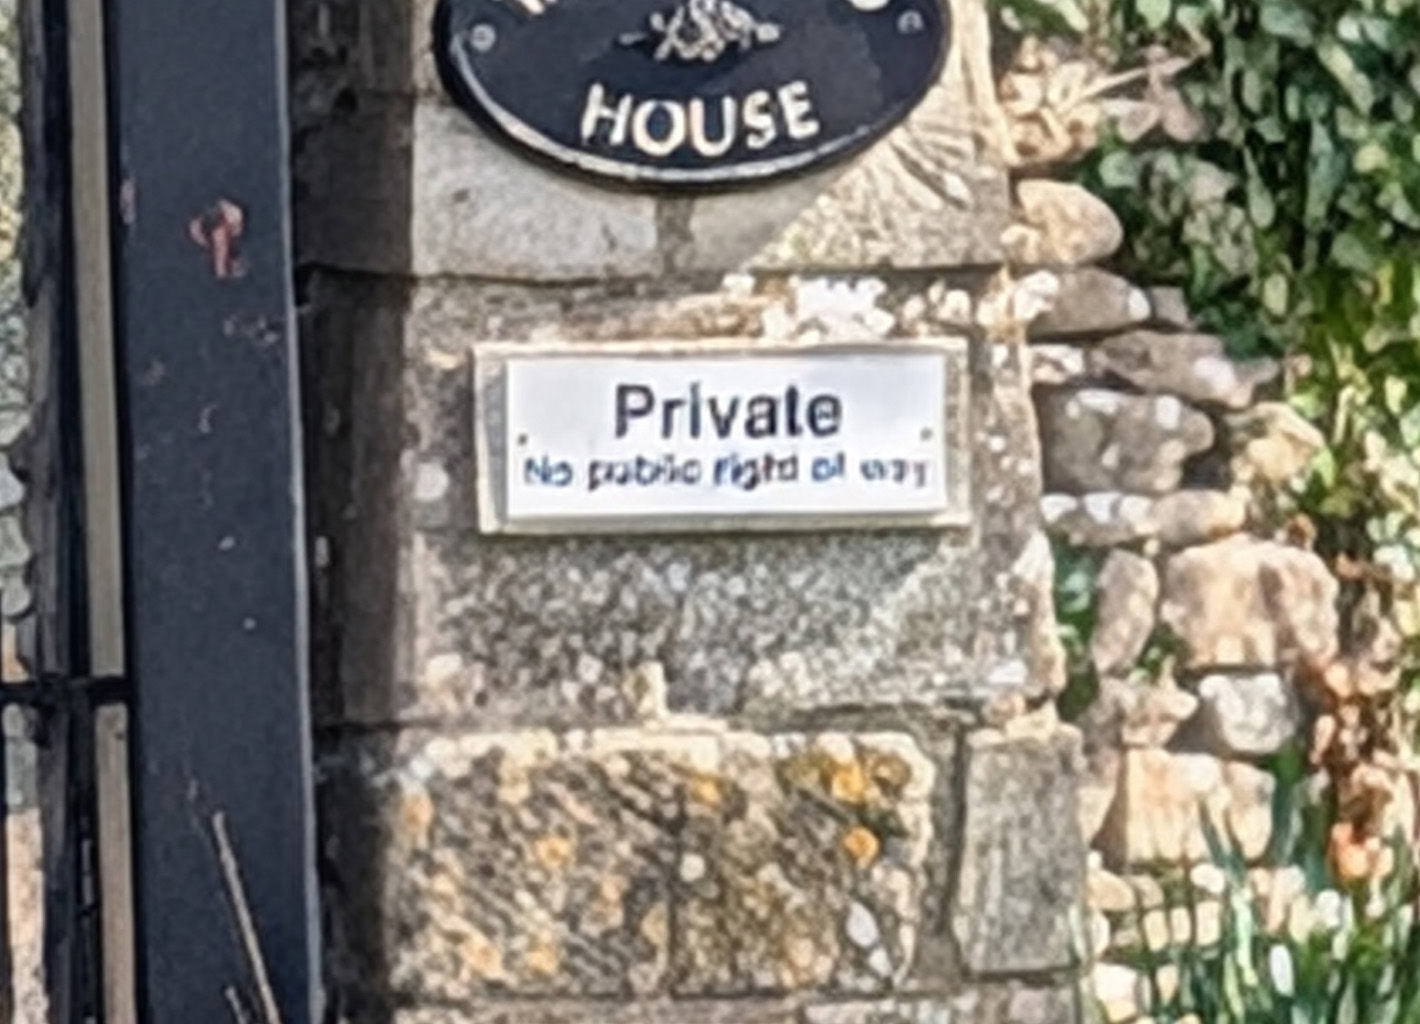 HOUSE
Private
No public right of way